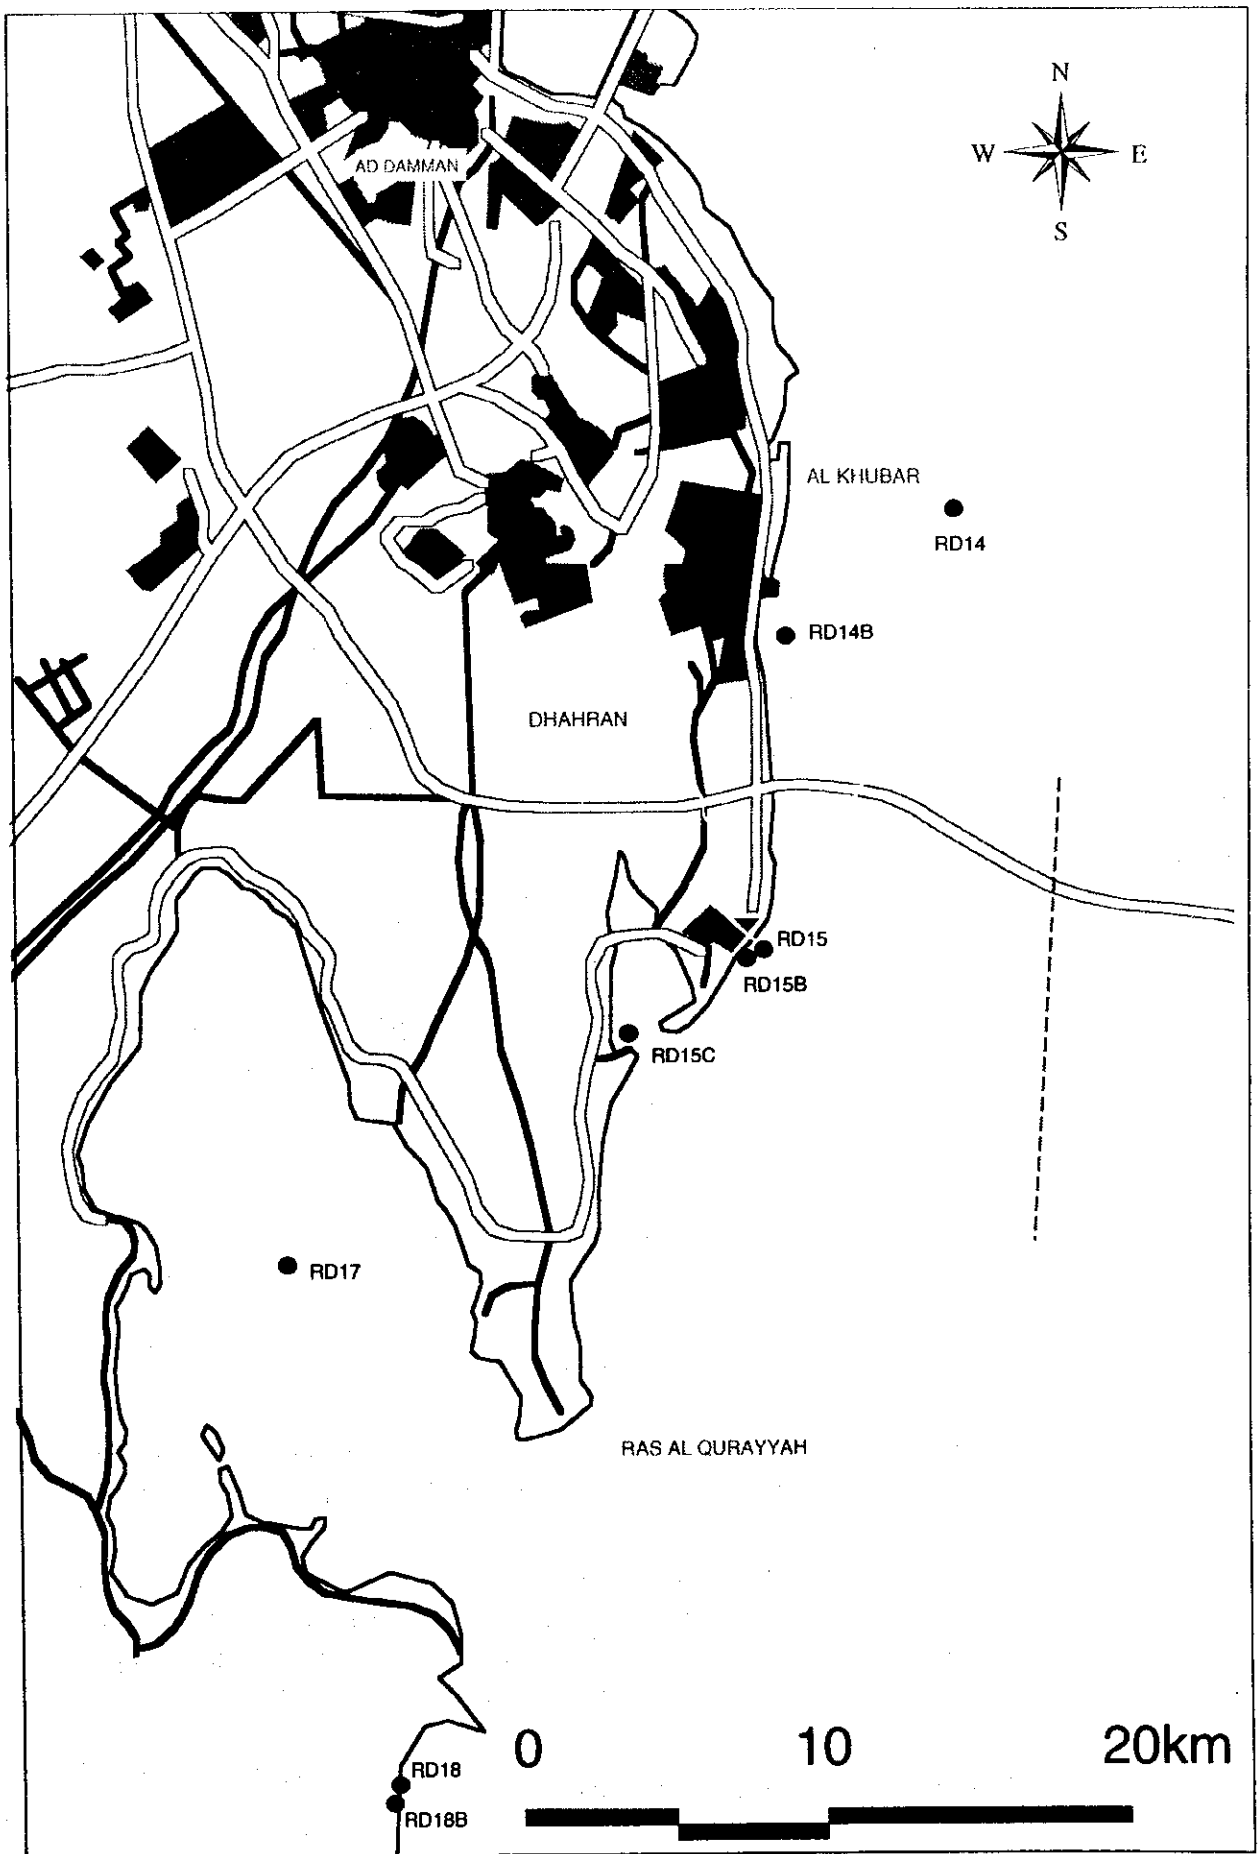 N
AD DAMMAN
W E
S
AL KHUBAR
RD14
RD14B
DHAHRAN
RD15
RD15B
RD15C
RD17
RAS AL QURAYYAH
0 10 20km
RD18
RD18B